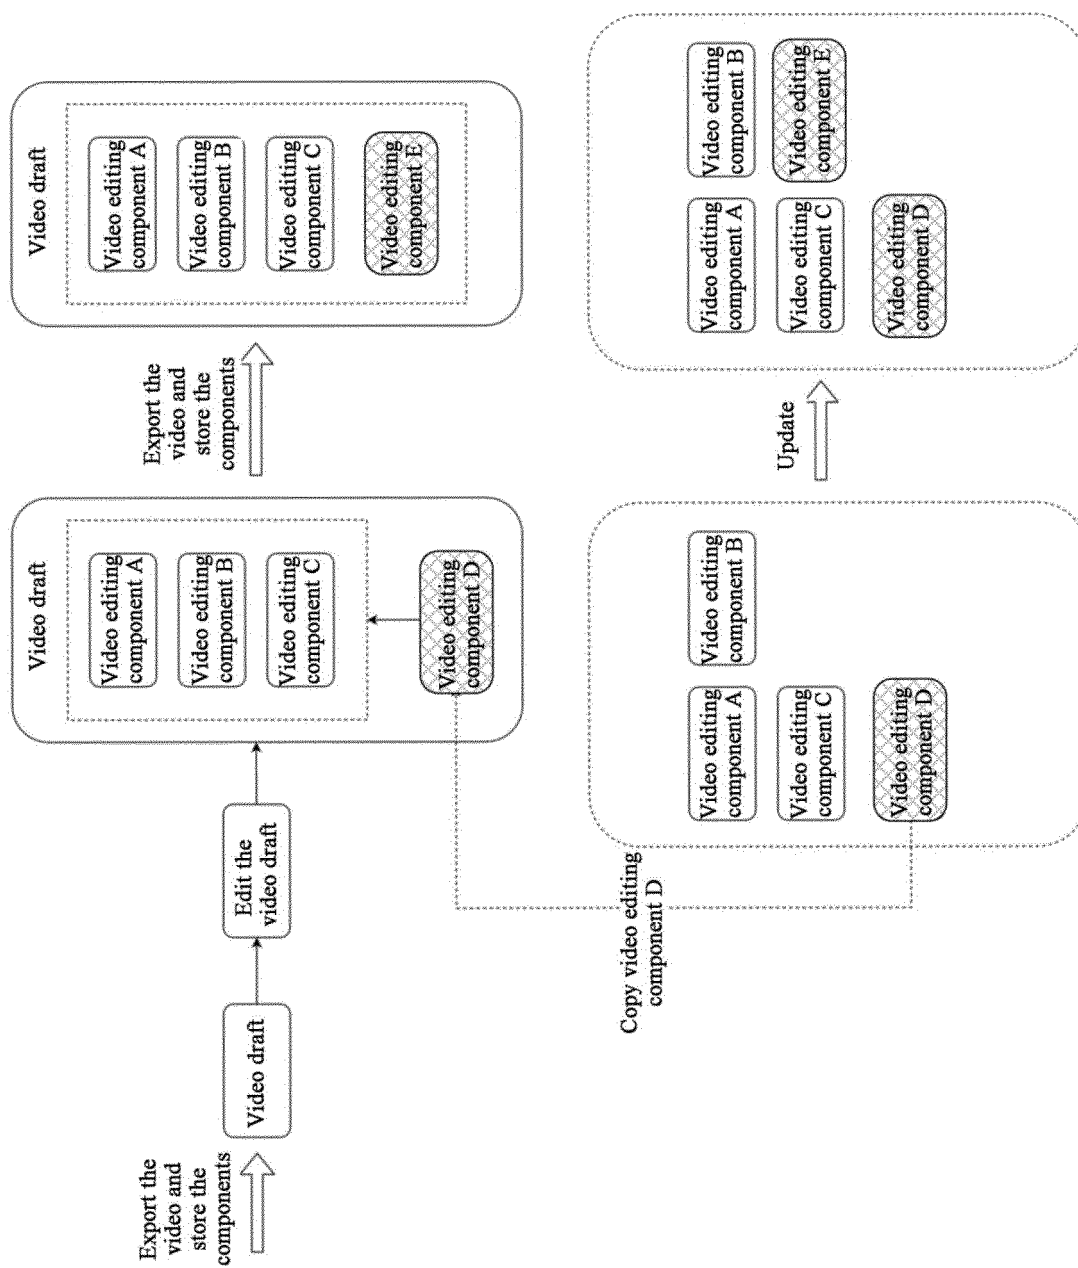 Export the
video and
store the
components
Video draft
Edit the
video draft
Video draft
Video editing
component A
Video editing
component B
Video editing
component C
Video editing
component D
Export the
video and
store the
components
Video draft
Video editing
component A
Video editing
component B
Video editing
component C
Video editing
component E
Copy video editing
component D
Video editing
component A
Video editing
component B
Video editing
component C
Video editing
component D
Update
Video editing
component A
Video editing
component B
Video editing
component C
Video editing
component E
Video editing
component D